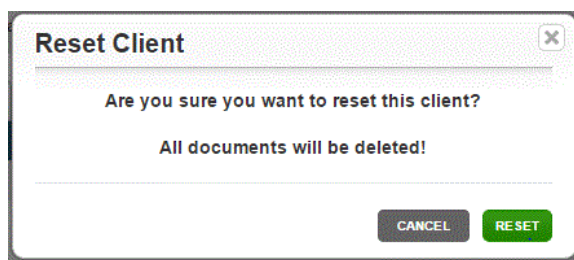 Reset Client
Are you sure you want to reset this client?
All documents will be deleted!
CANCEL
RESET